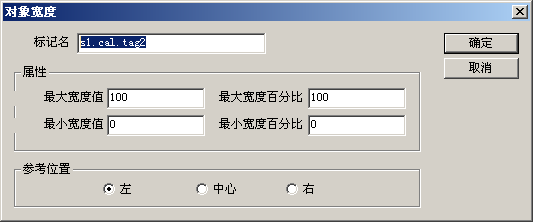 对象宽度
标记名 s1.cal.tag2 确定
取消
属性
最大宽度值 100 最大宽度百分比 100
最小宽度值 0 最小宽度百分比 0
参考位置
左 中心 右